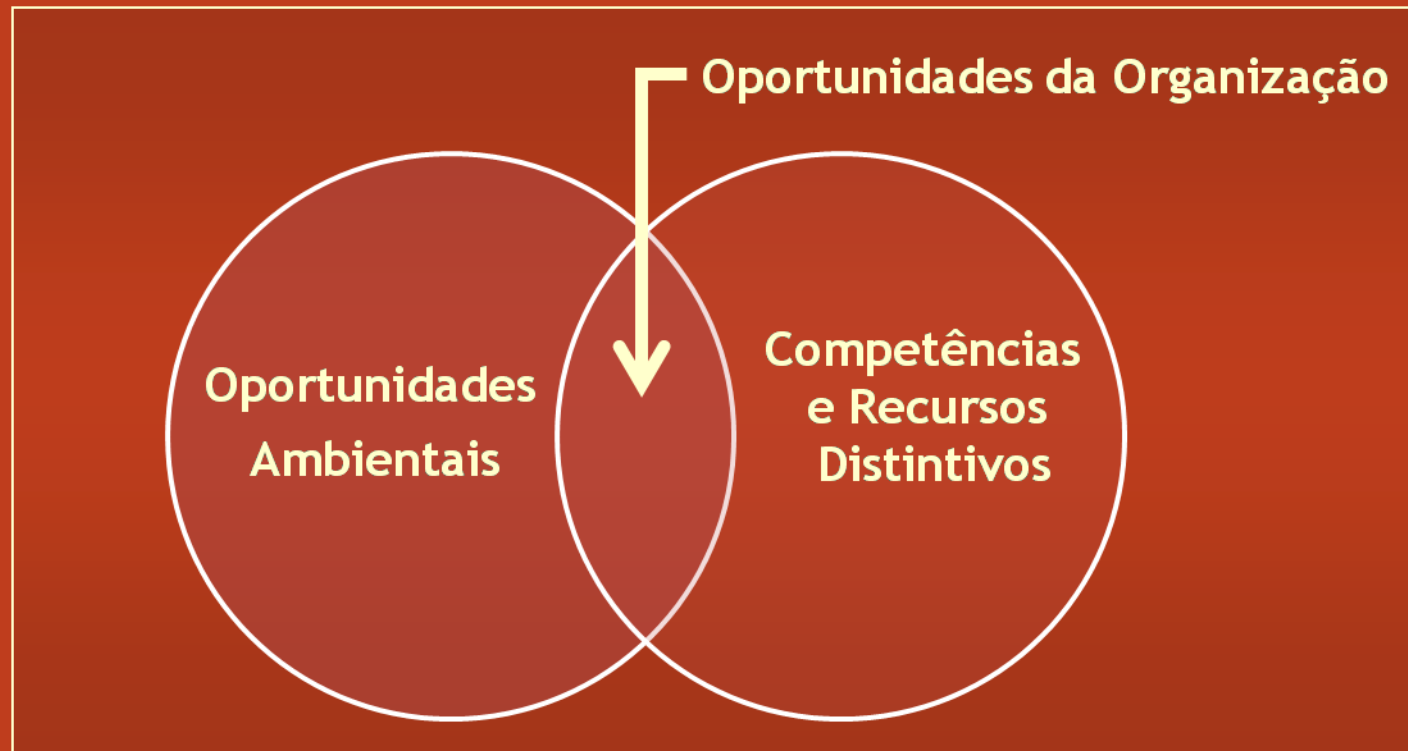 Oportunidades da Organização
Oportunidades
Ambientais
Competências
e Recursos
Distintivos